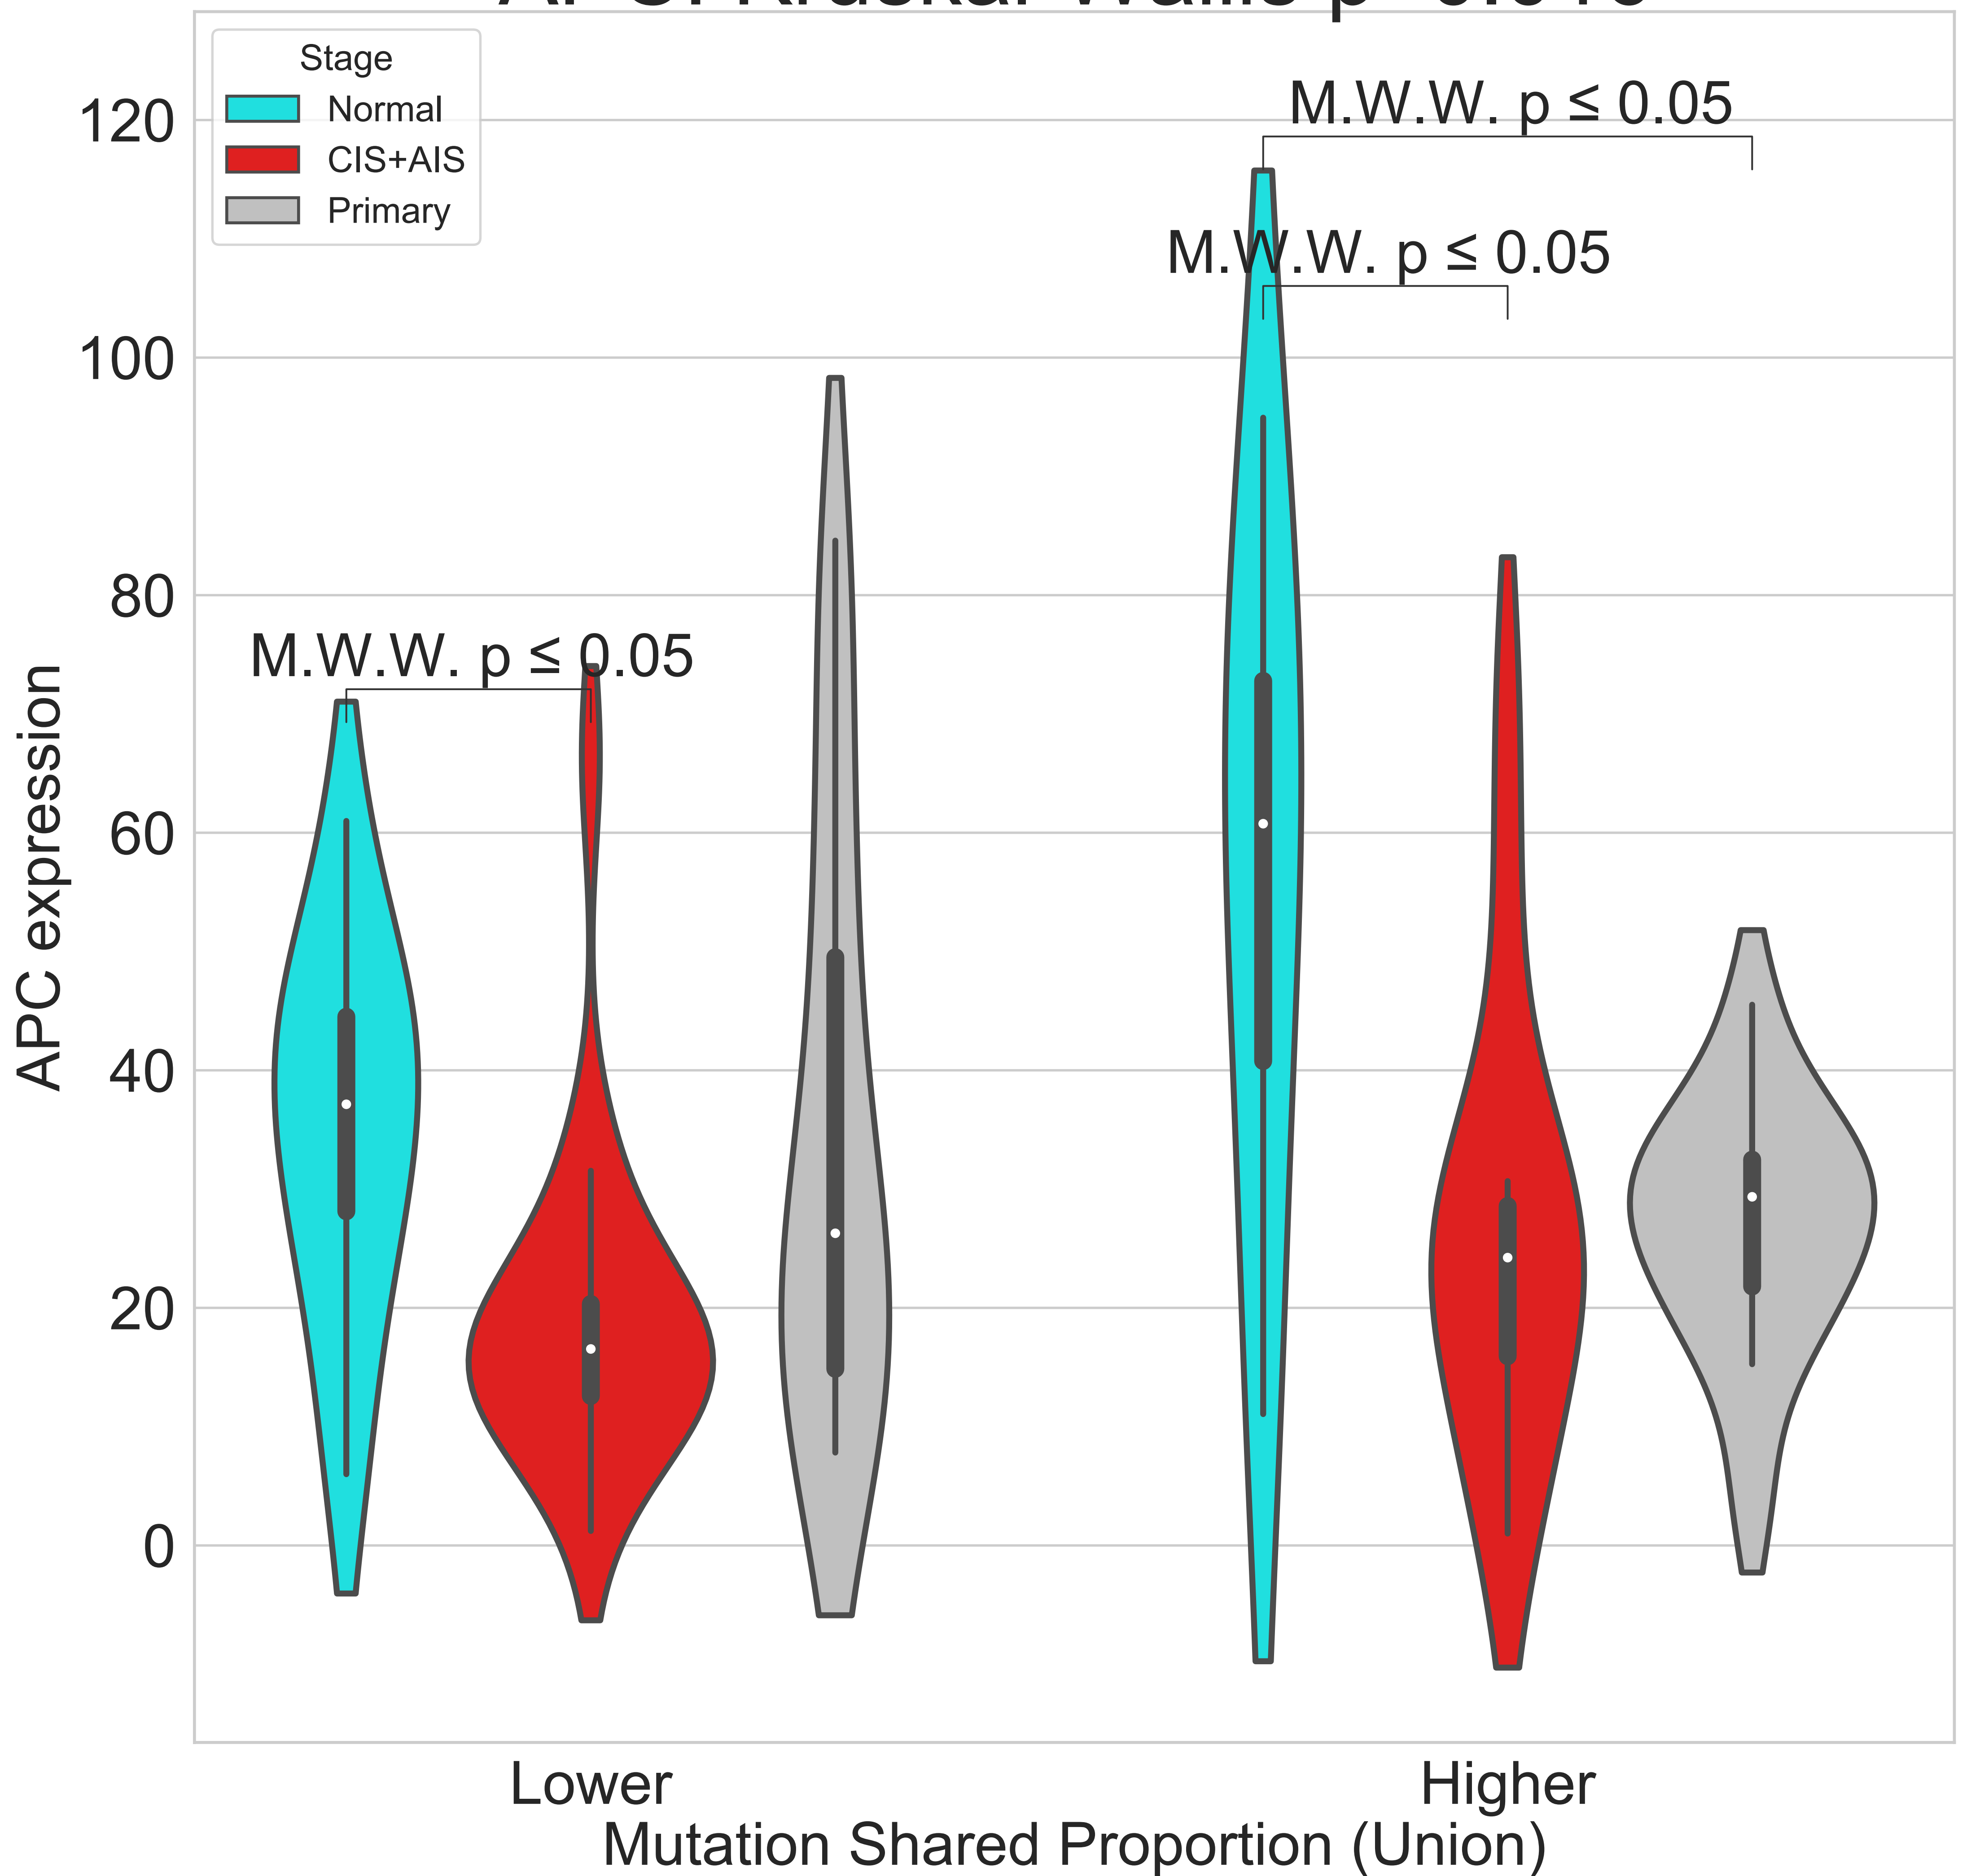 Stage
Normal
CIS+AIS
Primary
M.W.W. p ≤ 0.05
M.W.W. p ≤ 0.05
M.W.W. p ≤ 0.05
120
100
80
60
40
20
0
APC expression
Lower
Higher
Mutation Shared Proportion (Union)